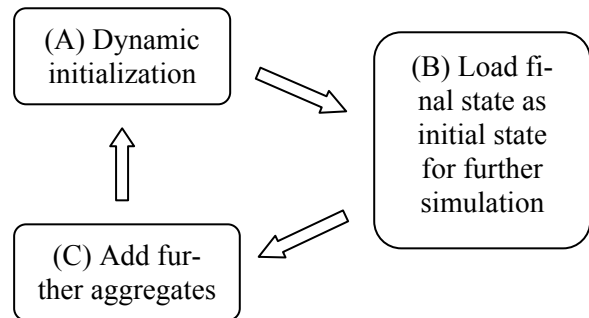 (A) Dynamic
initialization
(B) Load fi-
nal state as
initial state
for further
simulation
(C) Add fur-
ther aggregates